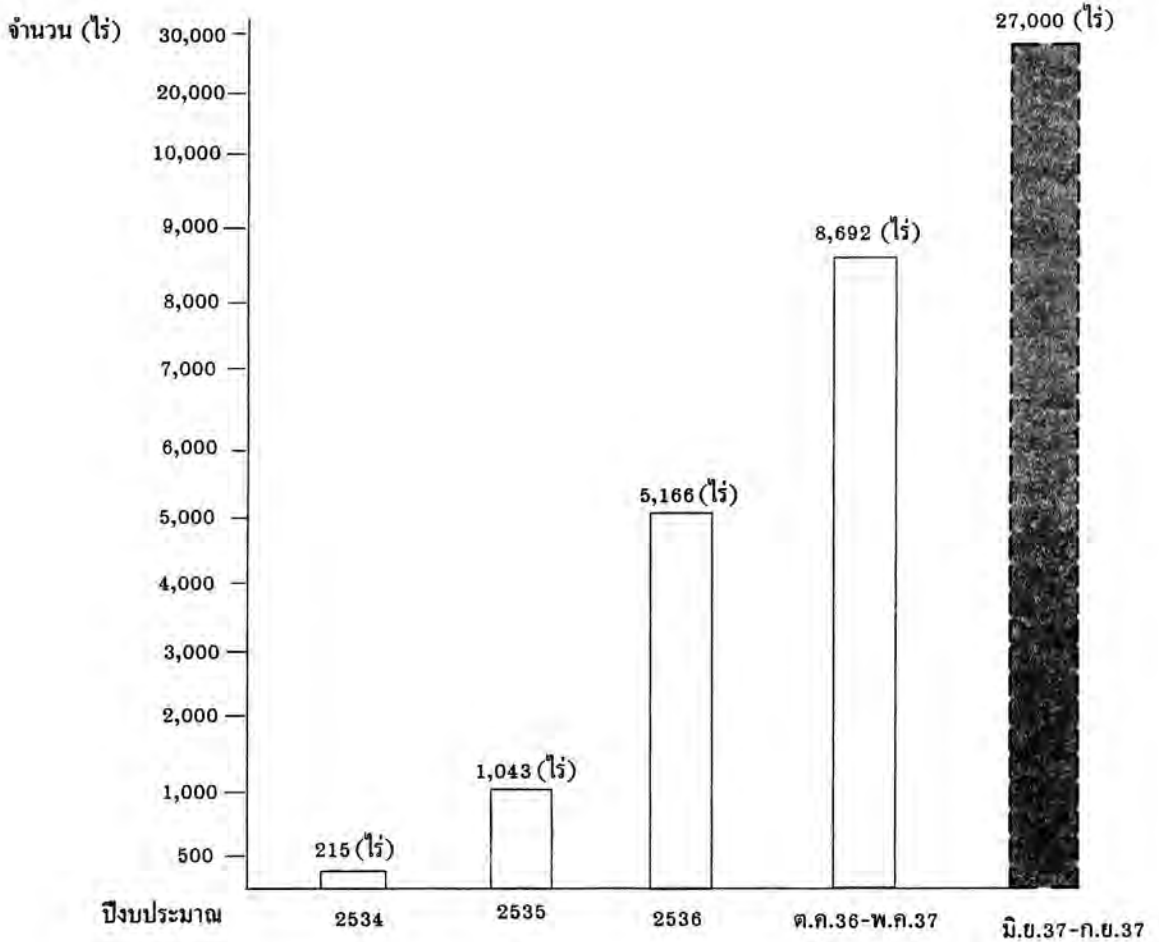 จำนวน (ไร่)
27,000 (ไร่)
30,000
20,000
10,000
9,000
8,692 (ไร่)
8,000
7,000
6,000
5,166 (ไร่)
5,000
4,000
3,000
2,000
1,043 (ไร่)
1,000
500
215 (ไร่)
ปีงบประมาณ 2534 2535 2536 ต.ค.36-พ.ค.37 มิ.ย.37-ก.ย.37